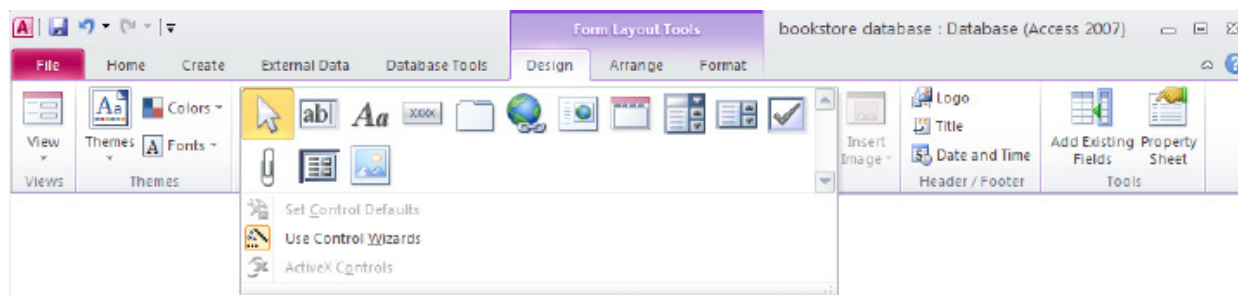 A
Form Layout Tools bookstore database : Database (Access 2007)
File Home Create External Data Database Tools Design Arrange Format
Aa Colors ab Aa XXXX Logo
View Themes A Fonts Insert Image Title Add Existing Fields Property Sheet
Date and Time
Views Themes Header / Footer Tools
Set Control Defaults
Use Control Wizards
ActiveX Controls